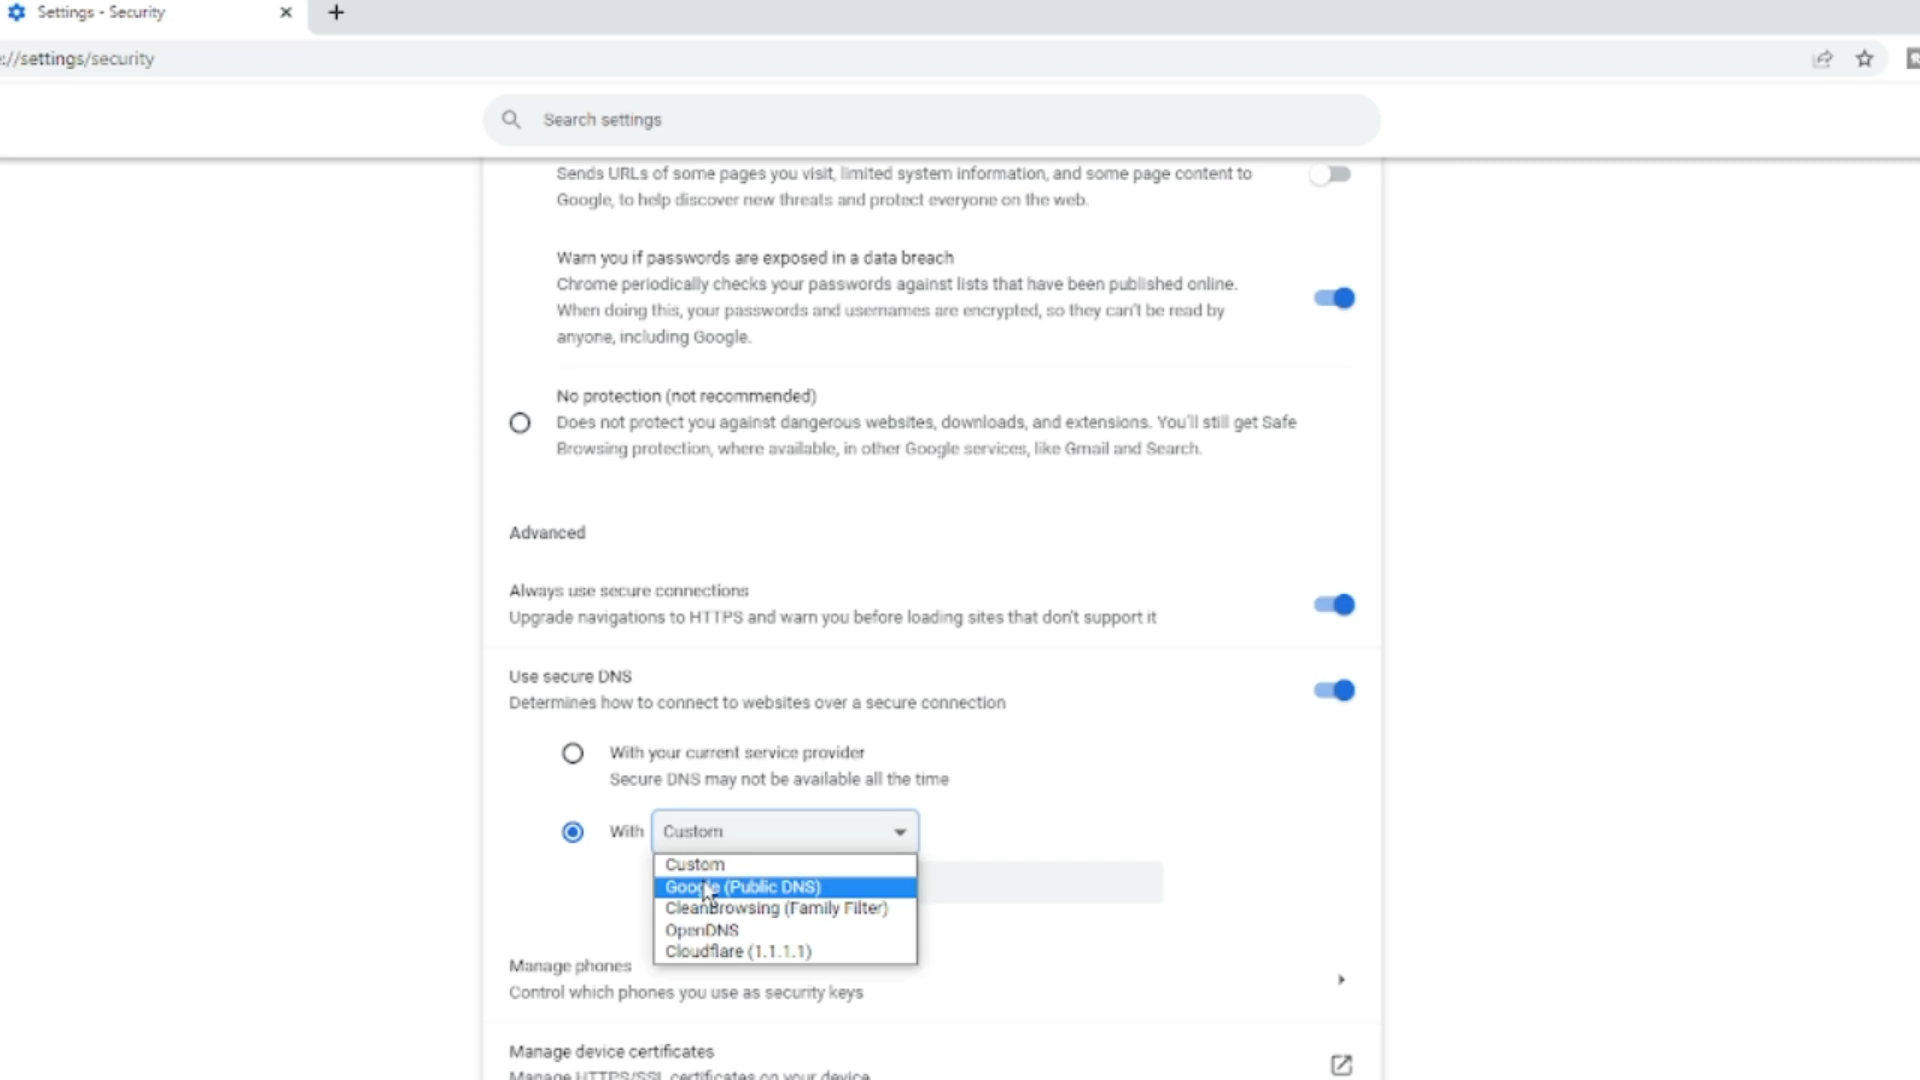 Settings - Security
://settings/security
Search settings
Sends URLs of some pages you visit, limited system information, and some page content to
Google, to help discover new threats and protect everyone on the web.
Warn you if passwords are exposed in a data breach
Chrome periodically checks your passwords against lists that have been published online.
When doing this, your passwords and usernames are encrypted, so they can't be read by
anyone, including Google.
No protection (not recommended)
Does not protect you against dangerous websites, downloads, and extensions. You'll still get Safe
Browsing protection, where available, in other Google services, like Gmail and Search.
Advanced
Always use secure connections
Upgrade navigations to HTTPS and warn you before loading sites that don't support it
Use secure DNS
Determines how to connect to websites over a secure connection
With your current service provider
Secure DNS may not be available all the time
With Custom
Custom
Google (Public DNS)
CleanBrowsing (Family Filter)
OpenDNS
Cloudflare (1.1.1.1)
Manage phones
Control which phones you use as security keys
Manage device certificates
Manage HTTPS/SSL certificates on your device